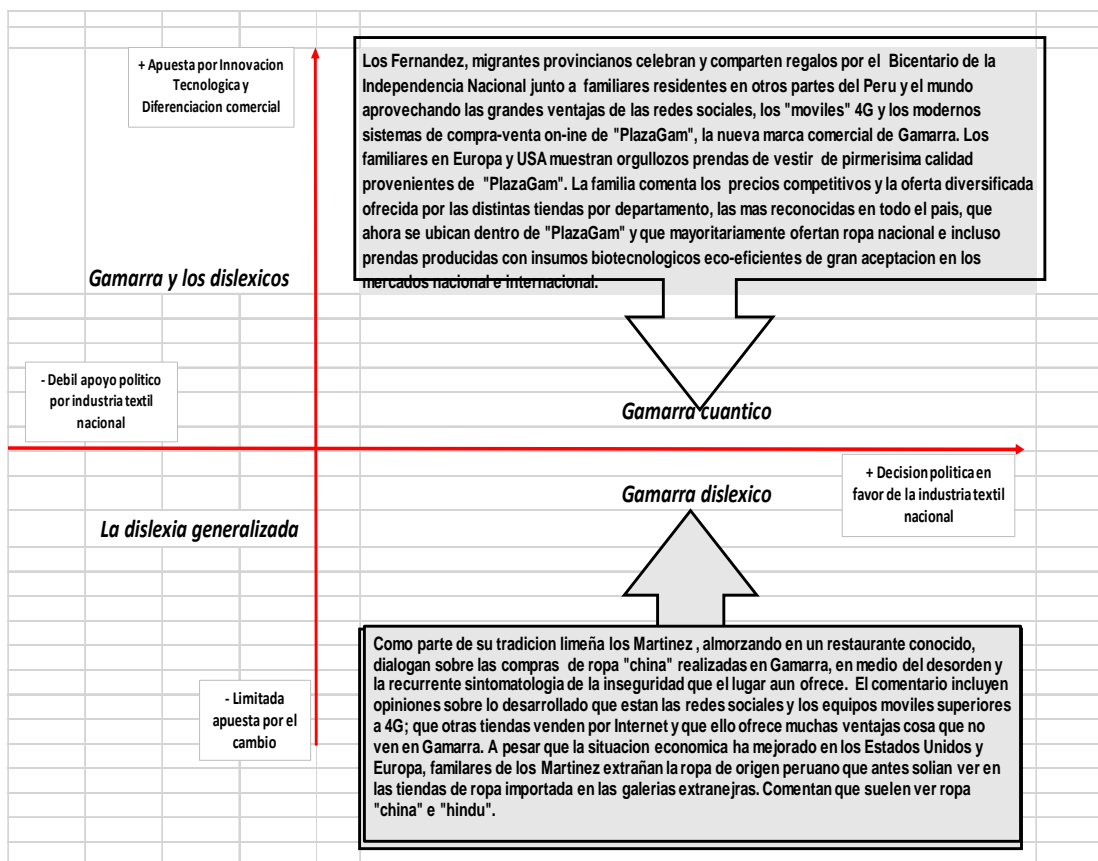 + Apuesta por Innovacion
Tecnologica y
Diferenciacion comercial
Los Fernandez, migrantes provincianos celebran y comparten regalos por el Bicentario de la
Independencia Nacional junto a familiares residentes en otros partes del Peru y el mundo
aprovechando las grandes ventajas de las redes sociales, los "moviles" 4G y los modernos
sistemas de compra-venta on-ine de "PlazaGam", la nueva marca comercial de Gamarra. Los
familiares en Europa y USA muestran orgullozos prendas de vestir de pirmerisima calidad
provenientes de "PlazaGam". La familia comenta los precios competitivos y la oferta diversificada
ofrecida por las distintas tiendas por departamento, las mas reconocidas en todo el pais, que
ahora se ubican dentro de "PlazaGam" y que mayoritariamente ofertan ropa nacional e incluso
prendas producidas con insumos biotecnologicos eco-eficientes de gran aceptacion en los
mercados nacional e internacional.
Gamarra y los dislexicos
- Debil apoyo politico
por industria textil
nacional
Gamarra cuantico
+ Decision politica en
favor de la industria textil
nacional
Gamarra dislexico
La dislexia generalizada
Como parte de su tradicion limeña los Martinez , almorzando en un restaurante conocido,
dialogan sobre las compras de ropa "china" realizadas en Gamarra, en medio del desorden y
la recurrente sintomatologia de la inseguridad que el lugar aun ofrece. El comentario incluyen
opiniones sobre lo desarrollado que estan las redes sociales y los equipos moviles superiores
a 4G; que otras tiendas venden por Internet y que ello ofrece muchas ventajas cosa que no
ven en Gamarra. A pesar que la situacion economica ha mejorado en los Estados Unidos y
Europa, familares de los Martinez extrañan la ropa de origen peruano que antes solian ver en
las tiendas de ropa importada en las galerias extranejras. Comentan que suelen ver ropa
"china" e "hindu".
- Limitada
apuesta por el
cambio